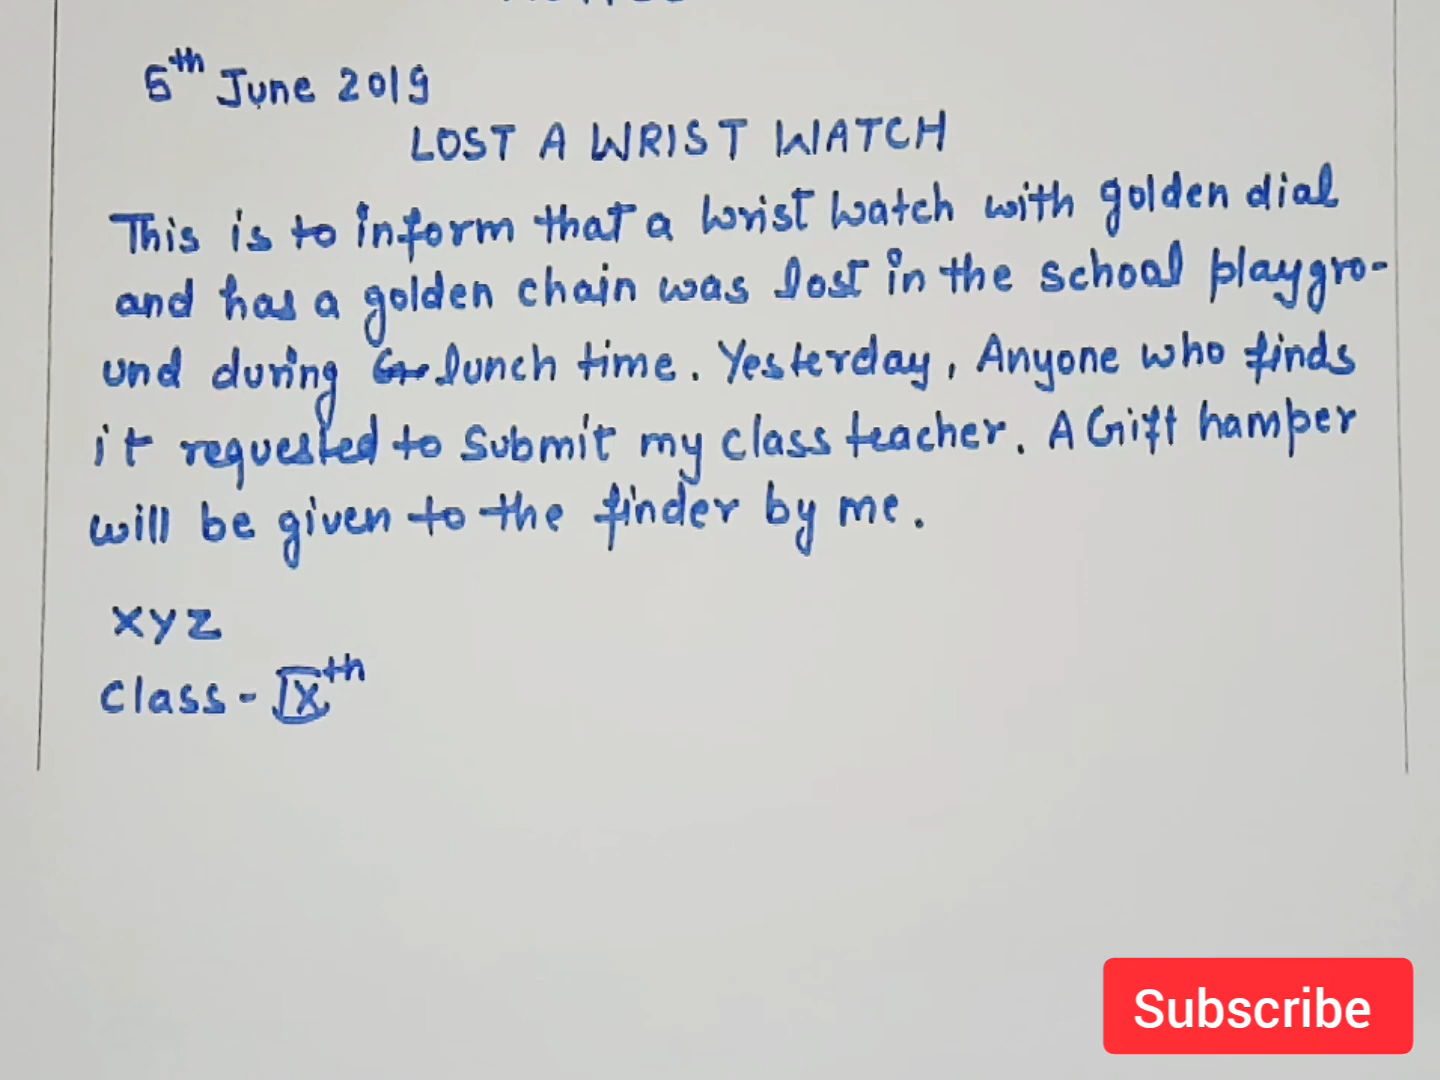 5th June 2019
LOST A WRIST WATCH
This is to inform that a wrist watch with golden dial
and has a golden chain was lost in the school playgro-
und during lunch time. Yesterday, Anyone who finds
it requested to Submit my class teacher. A Gift hamper
will be given to the finder by me.
XYZ
Class - IXth
Subscribe